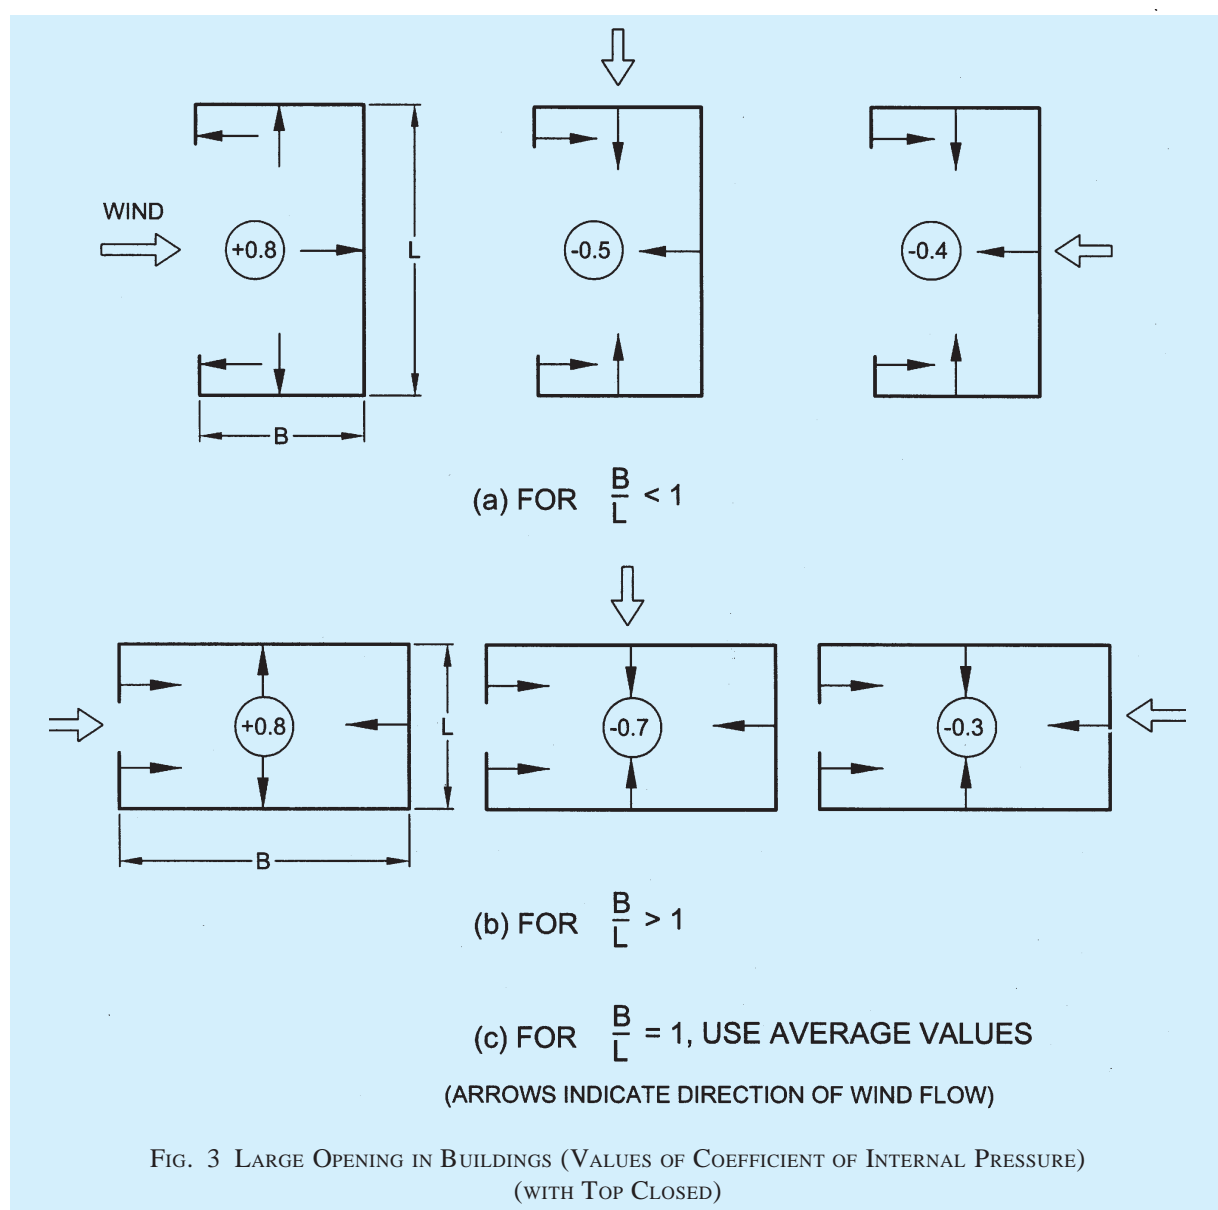 WIND
+0.8
L
B
-0.5
-0.4
(a) FOR B/L < 1
+0.8
L
B
-0.7
-0.3
(b) FOR B/L > 1
(c) FOR B/L = 1, USE AVERAGE VALUES
(ARROWS INDICATE DIRECTION OF WIND FLOW)
FIG. 3 LARGE OPENING IN BUILDINGS (VALUES OF COEFFICIENT OF INTERNAL PRESSURE)
(WITH TOP CLOSED)